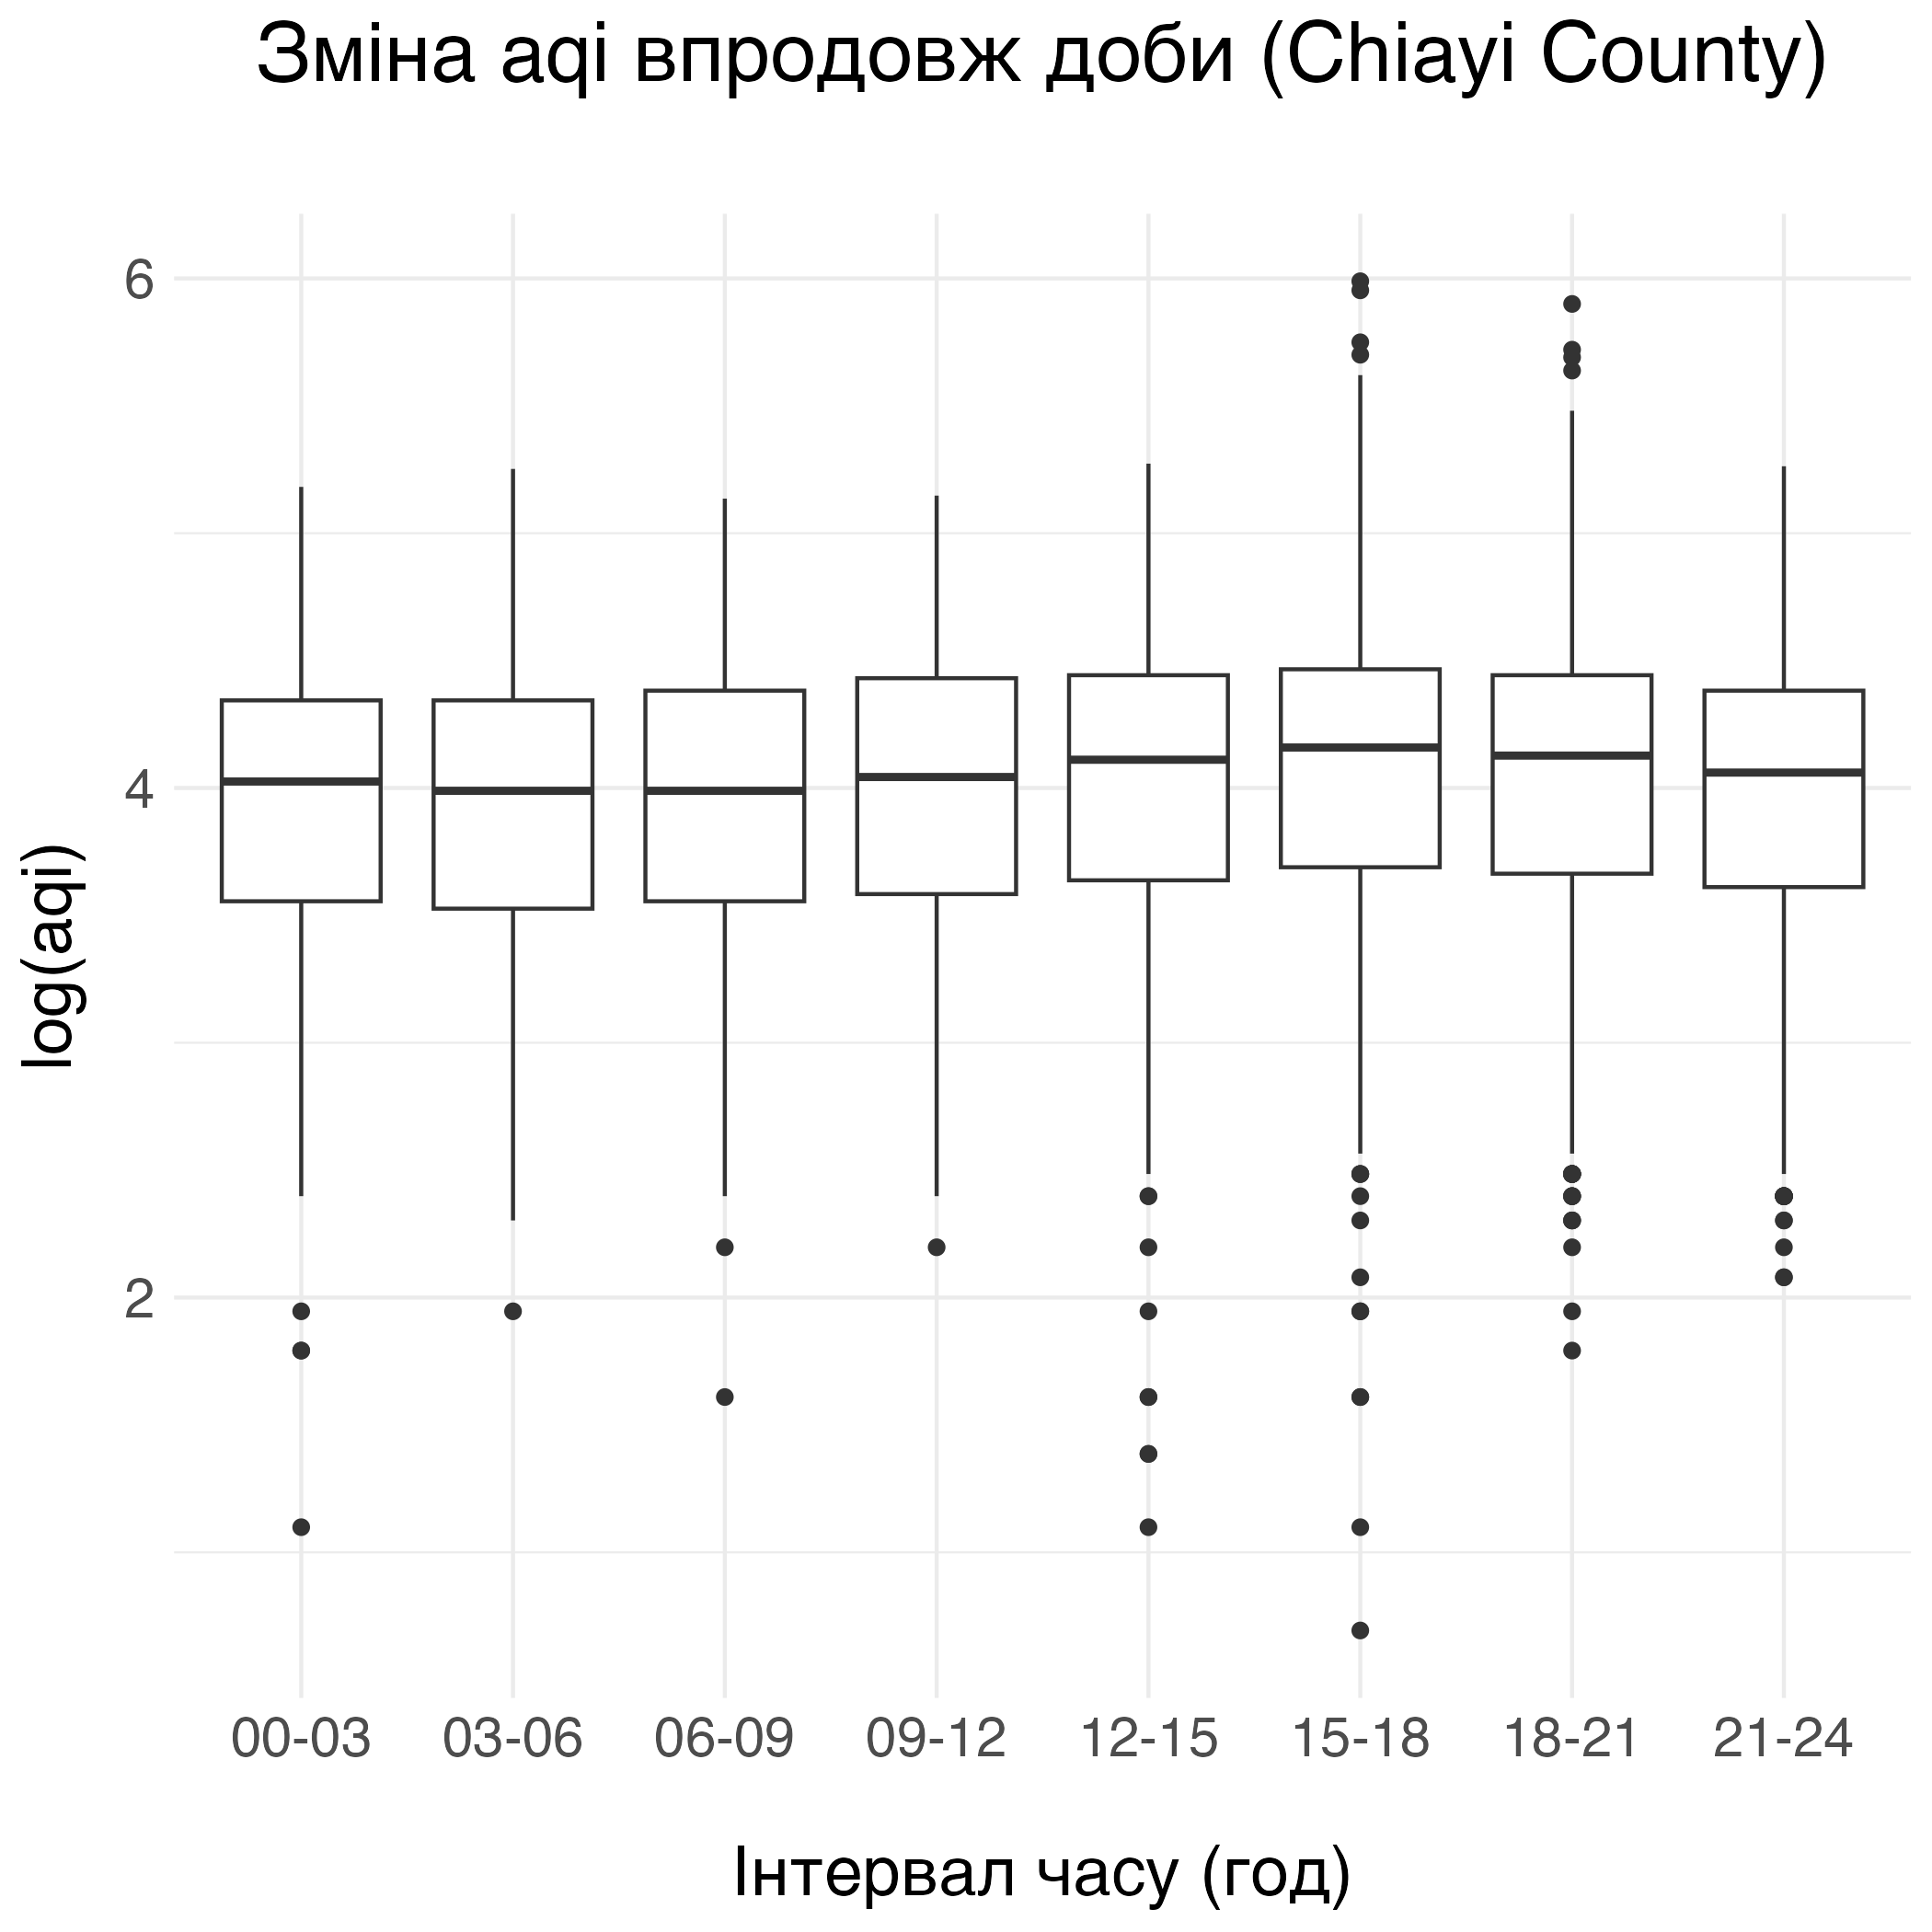 Зміна aqi впродовж доби (Chiayi County)
log(aqi)
6
4
2
00-03 03-06 06-09 09-12 12-15 15-18 18-21 21-24
Інтервал часу (год)